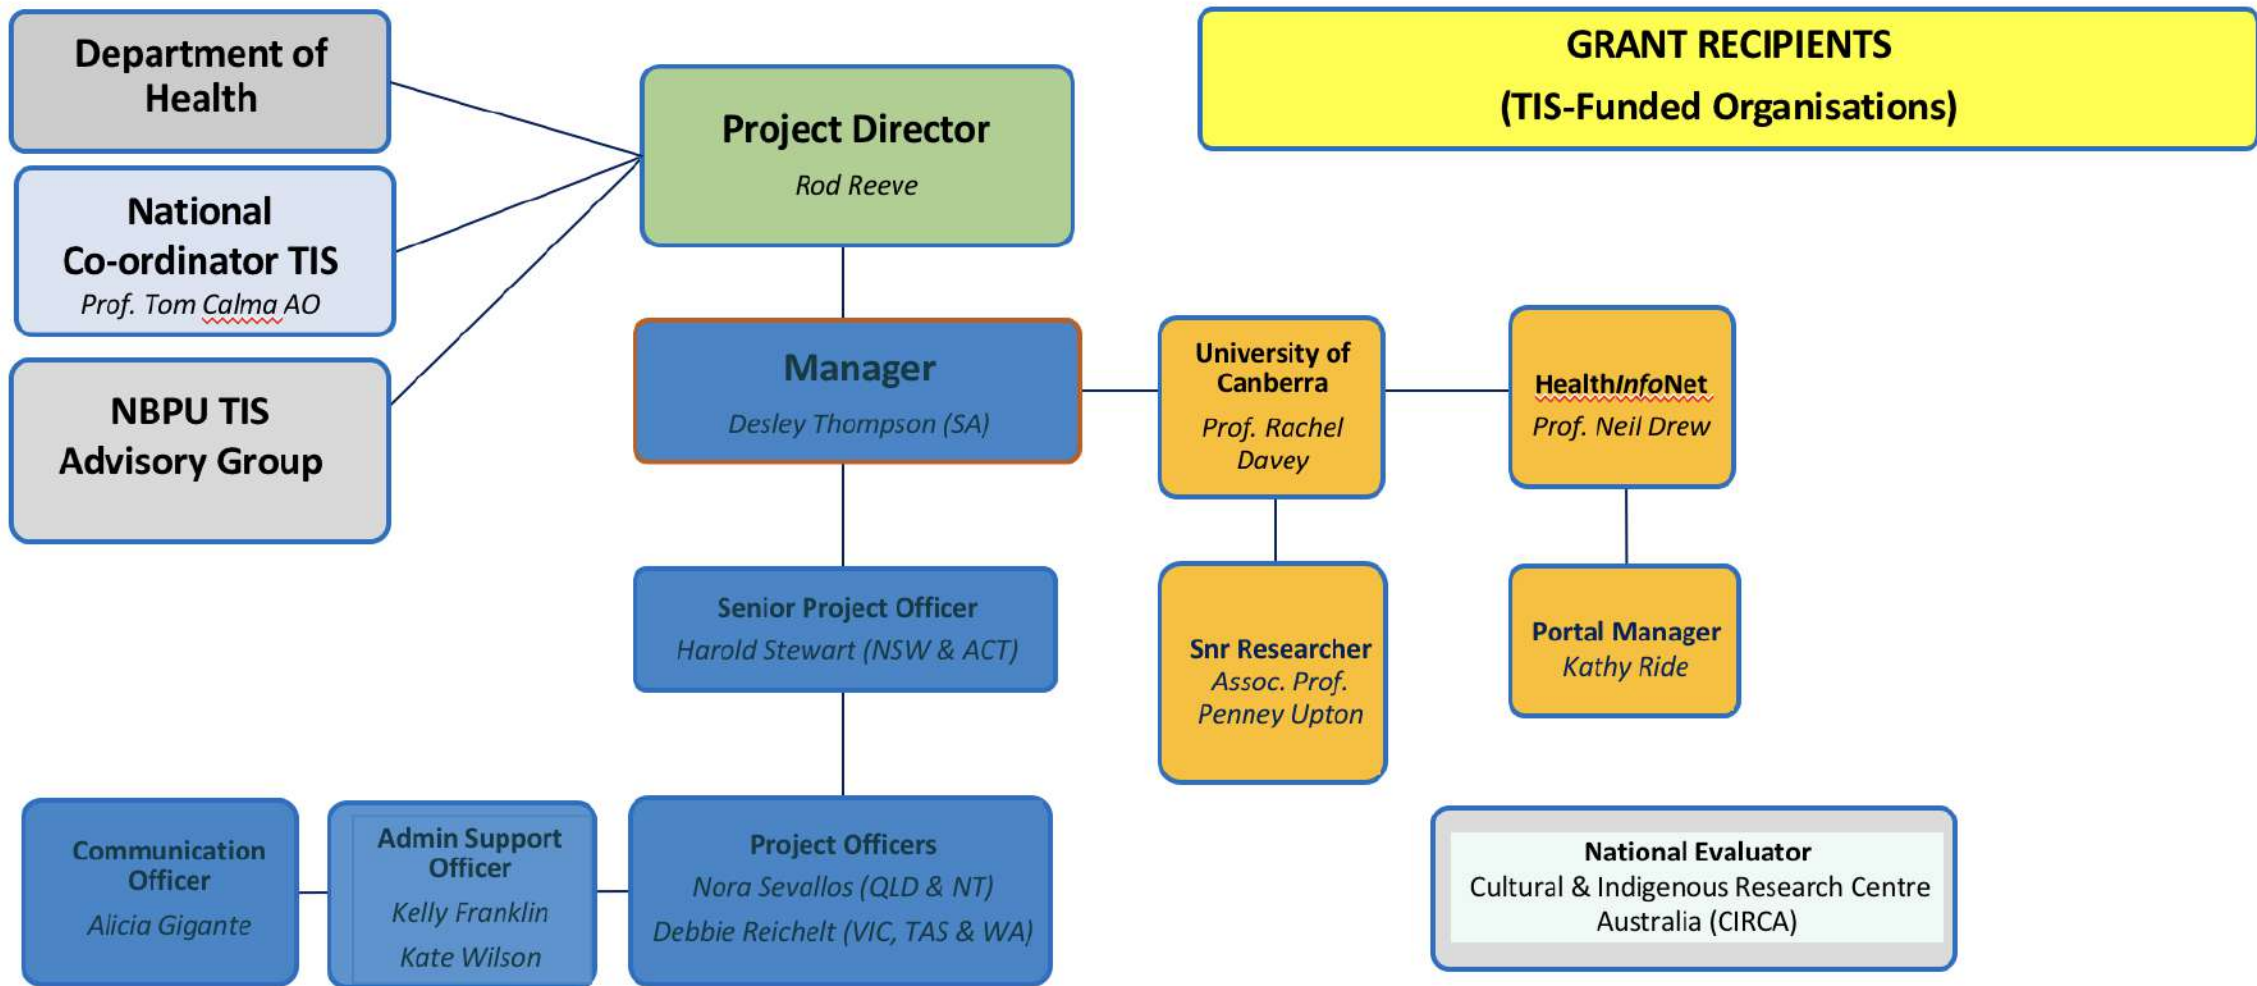 Department of
Health
National
Co-ordinator TIS
Prof. Tom Calma AO
NBPU TIS
Advisory Group
Project Director
Rod Reeve
GRANT RECIPIENTS
(TIS-Funded Organisations)
Manager
Desley Thompson (SA)
University of
Canberra
Prof. Rachel
Davey
HealthInfoNet
Prof. Neil Drew
Senior Project Officer
Harold Stewart (NSW & ACT)
Snr Researcher
Assoc. Prof.
Penney Upton
Portal Manager
Kathy Ride
Communication
Officer
Alicia Gigante
Admin Support
Officer
Kelly Franklin
Kate Wilson
Project Officers
Nora Sevallos (QLD & NT)
Debbie Reichelt (VIC, TAS & WA)
National Evaluator
Cultural & Indigenous Research Centre
Australia (CIRCA)